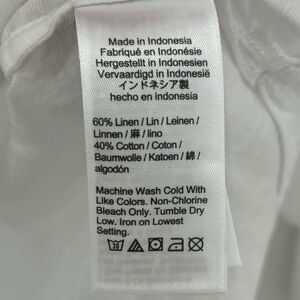 Made in Indonesia
Fabriqué en Indonésie
Hergestellt in Indonesien
Vervaardigd in Indonesië
インドネシア製
hecho en indonesia
60% Linen / Lin / Leinen /
Linnen / 麻 / lino
40% Cotton / Coton /
Baumwolle / Katoen / 綿 /
algodón
Machine Wash Cold With
Like Colors. Non-Chlorine
Bleach Only. Tumble Dry
Low. Iron on Lowest
Setting.